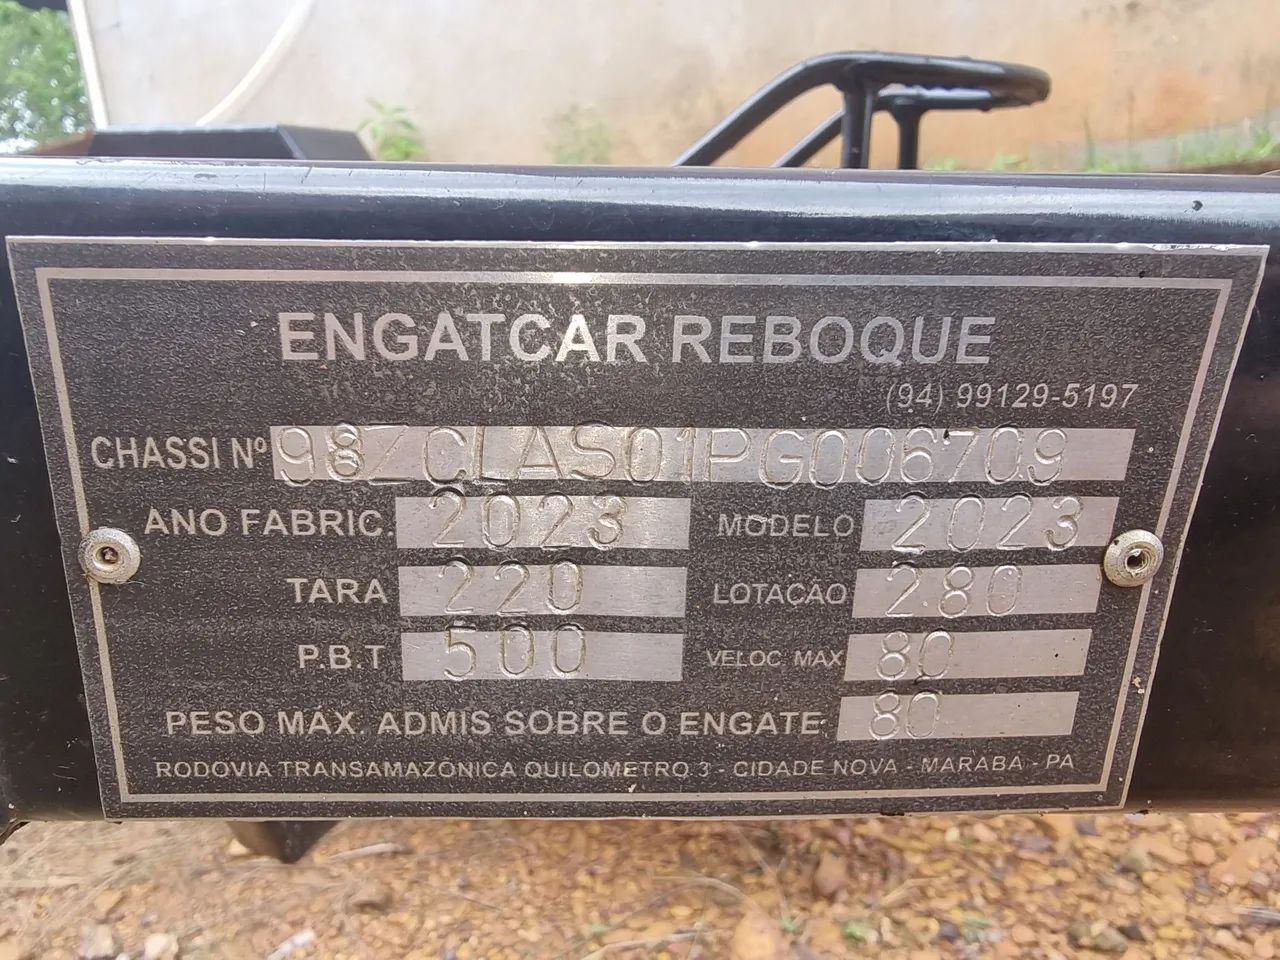 ENGATCAR REBOQUE
(94) 99129-5197
CHASSI Nº 98ZCLAS01PG006709
ANO FABRIC. 2023 MODELO 2023
TARA 220 LOTAÇÃO 280
P.B.T 500 VELOC MAX 80
PESO MÁX. ADMIS SOBRE O ENGATE 80
RODOVIA TRANSAMAZÔNICA QUILOMETRO 3 - CIDADE NOVA - MARABA - PA